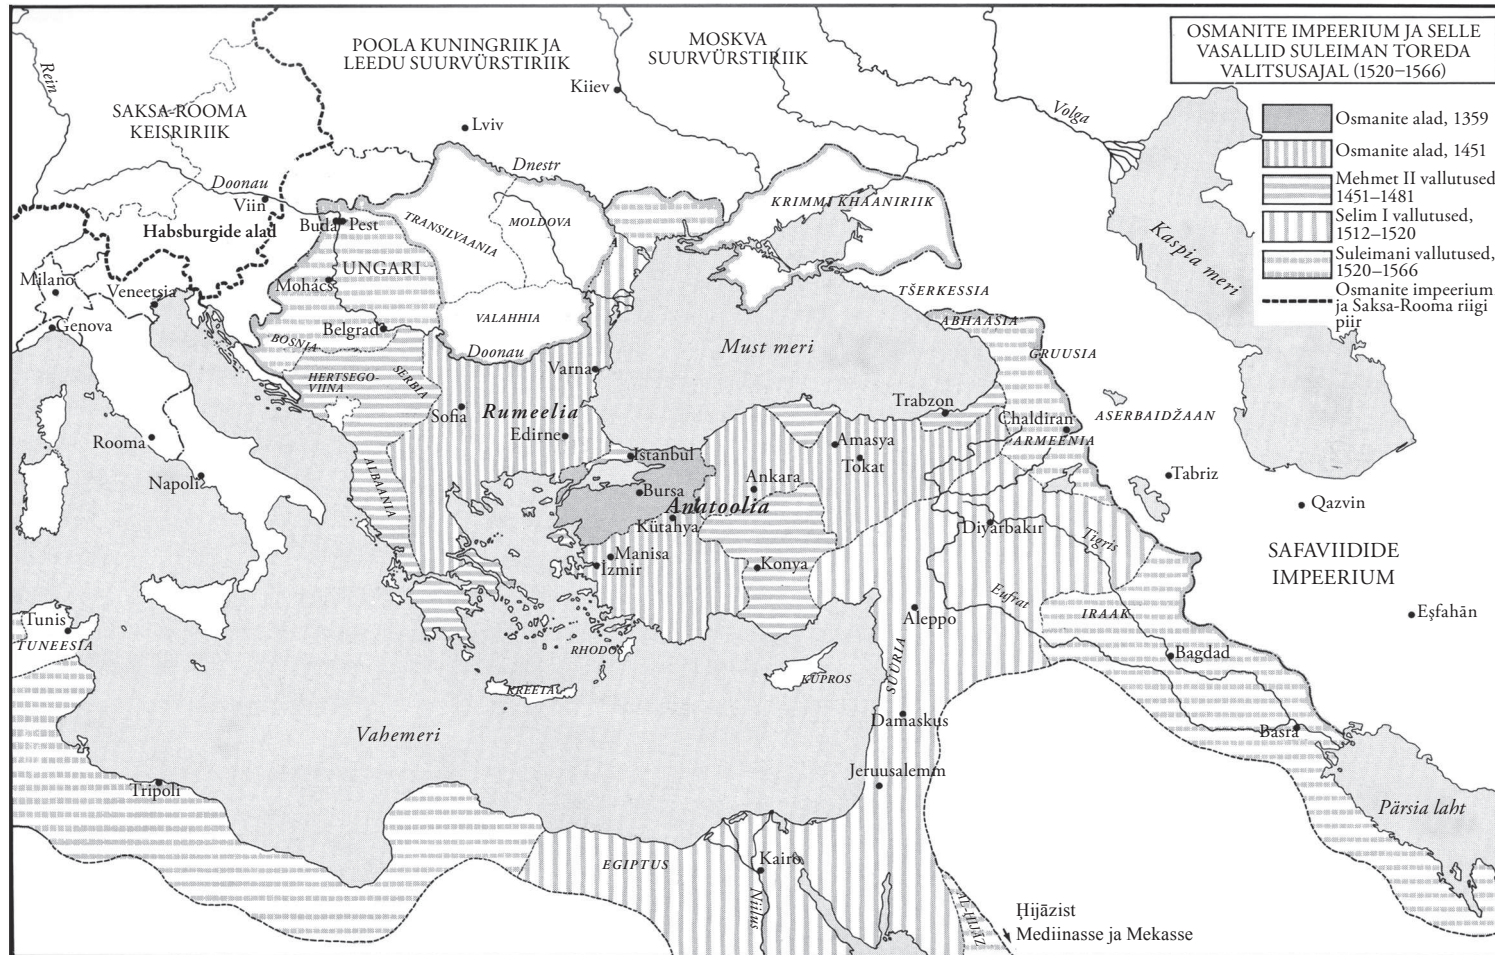 OSMANITE IMPEERIUM JA SELLE
VASALLID SULEIMAN TOREDA
VALITSUSAJAL (1520–1566)
Osmanite alad, 1359
Osmanite alad, 1451
Mehmet II vallutused,
1451–1481
Selim I vallutused,
1512–1520
Suleimani vallutused,
1520–1566
Osmanite impeerium
ja Saksa-Rooma riigi
piir
POOLA KUNINGRIIK JA
LEEDU SUURVÜRSTIRIIK
MOSKVA
SUURVÜRSTIRIIK
Rein
Kiiev
SAKSA-ROOMA
KEISRIRIIK
Volga
Lviv
Dnestr
Doonau
Viin
KRIMMI KHAANIRIIK
Habsburgide alad
Buda
Pest
TRANSILVAANIA
MOLDOVA
Kaspia meri
UNGARI
Milano
Mohács
Veneetsia
TŠERKESSIA
Genova
Belgrad
VALAHHIA
ABHAASIA
BOSNIA
Doonau
Must meri
GRUUSIA
HERTSEGO-
VIINA
SERBIA
Varna
Trabzon
Sofia
Rumeelia
Chaldiran
ASERBAIDŽAAN
Rooma
Edirne
Amasya
ARMEENIA
Istanbul
Tokat
ALBAANIA
Napoli
Ankara
Tabriz
Bursa
Anatoolia
Qazvin
Kütahya
Diyarbakır
Tigris
Manisa
İzmir
Konya
SAFAVIIDIDE
IMPEERIUM
Eufrat
Tunis
Aleppo
IRAAK
Eşfahān
TUNEESIA
RHODOS
SÜÜRIA
Bagdad
KREETA
KÜPROS
Damaskus
Vahemeri
Basra
Jeruusalemm
Tripoli
Pärsia laht
EGIPTUS
Kairo
Niilus
AL-HIJĀZ
Ḥijāzist
Mediinasse ja Mekasse